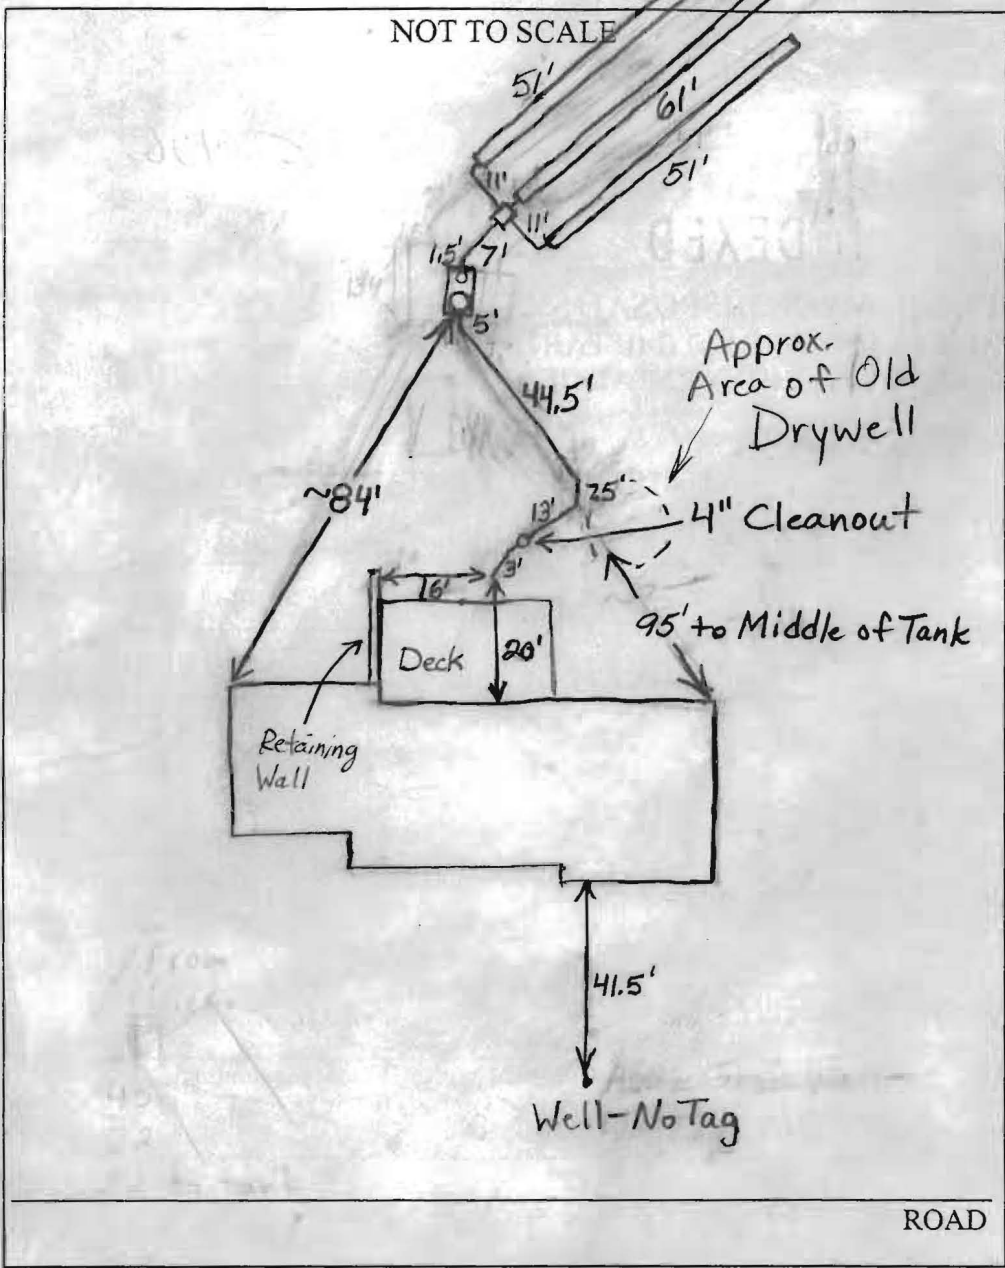 NOT TO SCALE
51'
61'
51'
11'
11'
1.5'
7'
5'
44.5'
Approx.
Area of Old
Drywell
~84'
25'
13'
4" Cleanout
3'
16'
95' to Middle of Tank
Deck
20'
Retaining
Wall
41.5'
Well-No Tag
ROAD